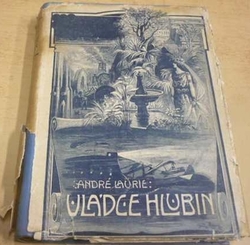 ANDRÉ LAURIE:
VLADCE HLUBIN